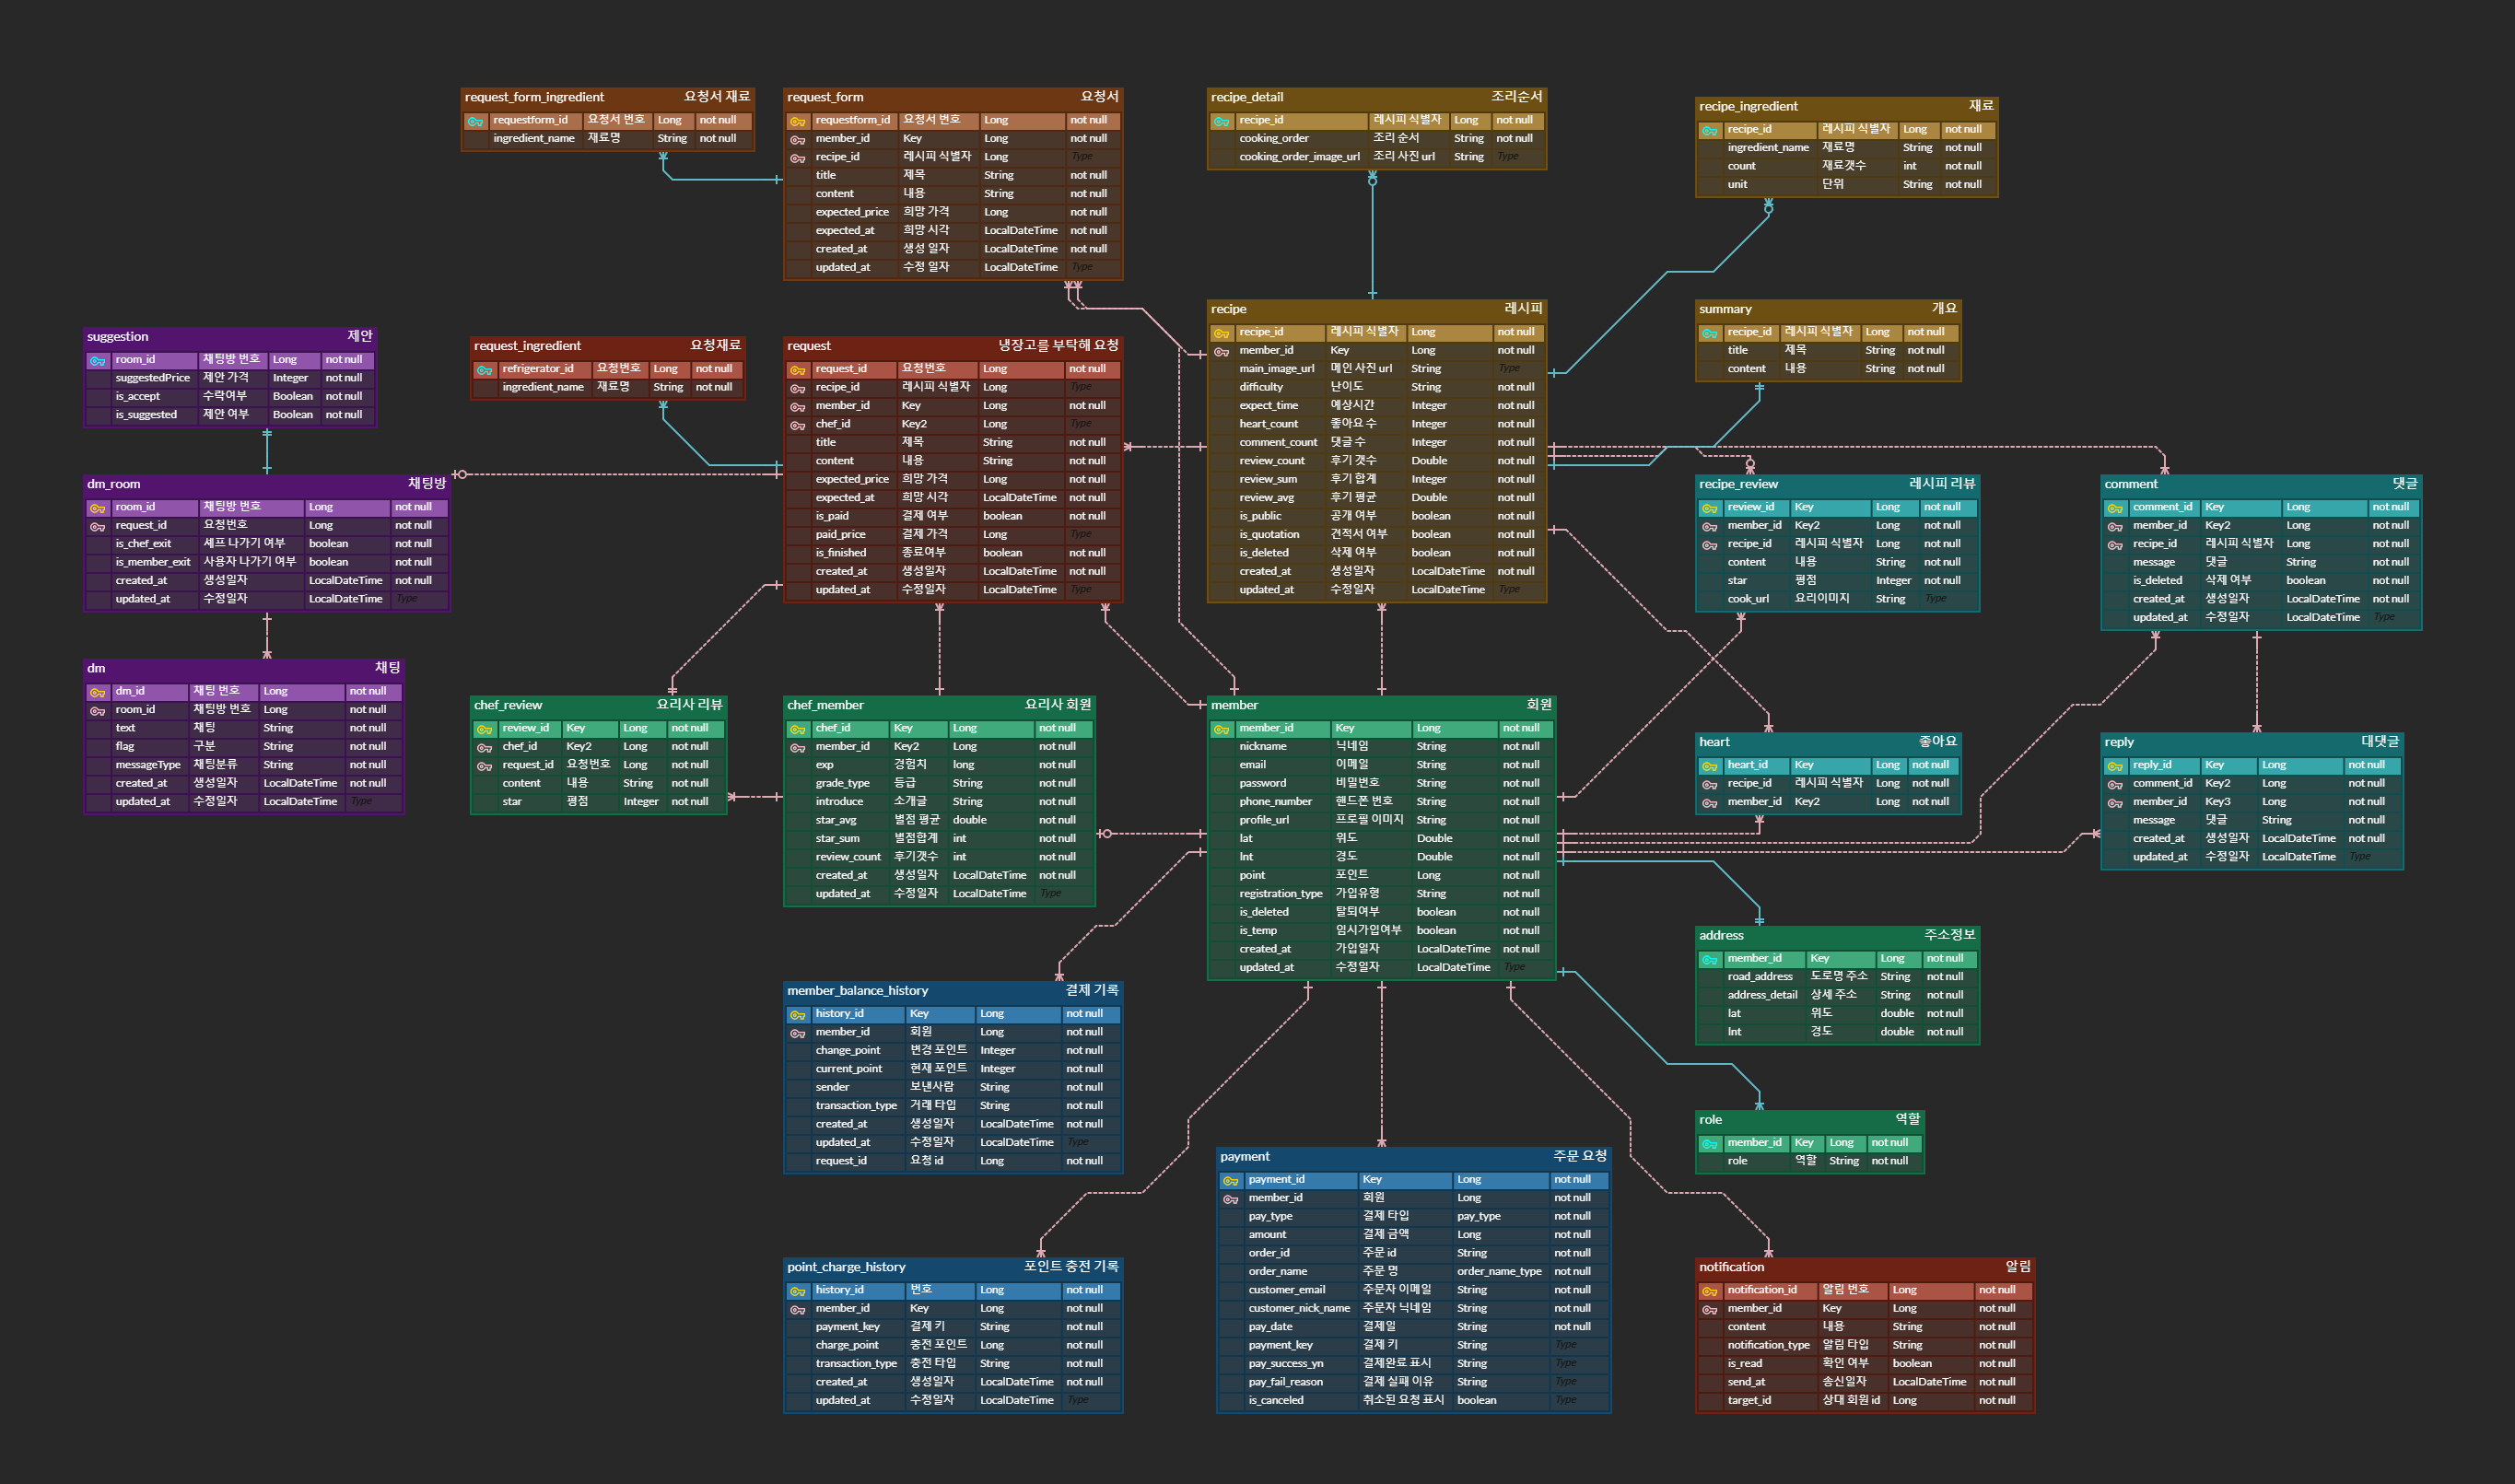 request_form_ingredient 요청서 재료
requestform_id 요청서 번호 Long not null
ingredient_name 재료명 String not null
request_form 요청서
requestform_id 요청서 번호 Long not null
member_id Key Long not null
recipe_id 레시피 식별자 Long Type
title 제목 String not null
content 내용 String not null
expected_price 희망 가격 Long not null
expected_at 희망 시각 LocalDateTime not null
created_at 생성 일자 LocalDateTime not null
updated_at 수정 일자 LocalDateTime Type
recipe_detail 조리순서
recipe_id 레시피 식별자 Long not null
cooking_order 조리 순서 String not null
cooking_order_image_url 조리 사진 url String Type
recipe_ingredient 재료
recipe_id 레시피 식별자 Long not null
ingredient_name 재료명 String not null
count 재료갯수 int not null
unit 단위 String not null
suggestion 제안
room_id 채팅방 번호 Long not null
suggestedPrice 제안 가격 Integer not null
is_accept 수락여부 Boolean not null
is_suggested 제안 여부 Boolean not null
request_ingredient 요청재료
refrigerator_id 요청번호 Long not null
ingredient_name 재료명 String not null
request 냉장고를 부탁해 요청
request_id 요청번호 Long not null
recipe_id 레시피 식별자 Long Type
member_id Key Long not null
chef_id Key2 Long Type
title 제목 String not null
content 내용 String not null
expected_price 희망 가격 Long not null
expected_at 희망 시각 LocalDateTime not null
is_paid 결제 여부 boolean not null
paid_price 결제 가격 Long Type
is_finished 종료여부 boolean not null
created_at 생성일자 LocalDateTime not null
updated_at 수정일자 LocalDateTime Type
recipe 레시피
recipe_id 레시피 식별자 Long not null
member_id Key Long not null
main_image_url 메인 사진 url String Type
difficulty 난이도 String not null
expect_time 예상시간 Integer not null
heart_count 좋아요 수 Integer not null
comment_count 댓글 수 Integer not null
review_count 후기 갯수 Double not null
review_sum 후기 합계 Integer not null
review_avg 후기 평균 Double not null
is_public 공개 여부 boolean not null
is_quotation 견적서 여부 boolean not null
is_deleted 삭제 여부 boolean not null
created_at 생성일자 LocalDateTime not null
updated_at 수정일자 LocalDateTime Type
summary 개요
recipe_id 레시피 식별자 Long not null
title 제목 String not null
content 내용 String not null
dm_room 채팅방
room_id 채팅방 번호 Long not null
request_id 요청번호 Long not null
is_chef_exit 셰프 나가기 여부 boolean not null
is_member_exit 사용자 나가기 여부 boolean not null
created_at 생성일자 LocalDateTime not null
updated_at 수정일자 LocalDateTime Type
recipe_review 레시피 리뷰
review_id Key Long not null
member_id Key2 Long not null
recipe_id 레시피 식별자 Long not null
content 내용 String not null
star 평점 Integer not null
cook_url 요리이미지 String Type
comment 댓글
comment_id Key Long not null
member_id Key2 Long not null
recipe_id 레시피 식별자 Long not null
message 댓글 String not null
is_deleted 삭제 여부 boolean not null
created_at 생성일자 LocalDateTime not null
updated_at 수정일자 LocalDateTime Type
dm 채팅
dm_id 채팅 번호 Long not null
room_id 채팅방 번호 Long not null
text 채팅 String not null
flag 구분 String not null
messageType 채팅분류 String not null
created_at 생성일자 LocalDateTime not null
updated_at 수정일자 LocalDateTime Type
chef_review 요리사 리뷰
review_id Key Long not null
chef_id Key2 Long not null
request_id 요청번호 Long not null
content 내용 String not null
star 평점 Integer not null
chef_member 요리사 회원
chef_id Key Long not null
member_id Key2 Long not null
exp 경험치 long not null
grade_type 등급 String not null
introduce 소개글 String not null
star_avg 별점 평균 double not null
star_sum 별점합계 int not null
review_count 후기갯수 int not null
created_at 생성일자 LocalDateTime not null
updated_at 수정일자 LocalDateTime Type
member 회원
member_id Key Long not null
nickname 닉네임 String not null
email 이메일 String not null
password 비밀번호 String not null
phone_number 핸드폰 번호 String not null
profile_url 프로필 이미지 String not null
lat 위도 Double not null
lnt 경도 Double not null
point 포인트 Long not null
registration_type 가입유형 String not null
is_deleted 탈퇴여부 boolean not null
is_temp 임시가입여부 boolean not null
created_at 가입일자 LocalDateTime not null
updated_at 수정일자 LocalDateTime Type
heart 좋아요
heart_id Key Long not null
recipe_id 레시피 식별자 Long not null
member_id Key2 Long not null
reply 대댓글
reply_id Key Long not null
comment_id Key2 Long not null
member_id Key3 Long not null
message 댓글 String not null
created_at 생성일자 LocalDateTime not null
updated_at 수정일자 LocalDateTime Type
address 주소정보
member_id Key Long not null
road_address 도로명 주소 String not null
address_detail 상세 주소 String not null
lat 위도 double not null
lnt 경도 double not null
member_balance_history 결제 기록
history_id Key Long not null
member_id 회원 Long not null
change_point 변경 포인트 Integer not null
current_point 현재 포인트 Integer not null
sender 보낸사람 String not null
transaction_type 거래 타입 String not null
created_at 생성일자 LocalDateTime not null
updated_at 수정일자 LocalDateTime Type
request_id 요청 id Long not null
role 역할
member_id Key Long not null
role 역할 String not null
payment 주문 요청
payment_id Key Long not null
member_id 회원 Long not null
pay_type 결제 타입 pay_type not null
amount 결제 금액 Long not null
order_id 주문 id String not null
order_name 주문 명 order_name_type not null
customer_email 주문자 이메일 String not null
customer_nick_name 주문자 닉네임 String not null
pay_date 결제일 String not null
payment_key 결제 키 String Type
pay_success_yn 결제완료 표시 String Type
pay_fail_reason 결제 실패 이유 String Type
is_canceled 취소된 요청 표시 boolean Type
point_charge_history 포인트 충전 기록
history_id 번호 Long not null
member_id Key Long not null
payment_key 결제 키 String not null
charge_point 충전 포인트 Long not null
transaction_type 충전 타입 String not null
created_at 생성일자 LocalDateTime not null
updated_at 수정일자 LocalDateTime Type
notification 알림
notification_id 알림 번호 Long not null
member_id Key Long not null
content 내용 String not null
notification_type 알림 타입 String not null
is_read 확인 여부 boolean not null
send_at 송신일자 LocalDateTime not null
target_id 상대 회원 id Long not null